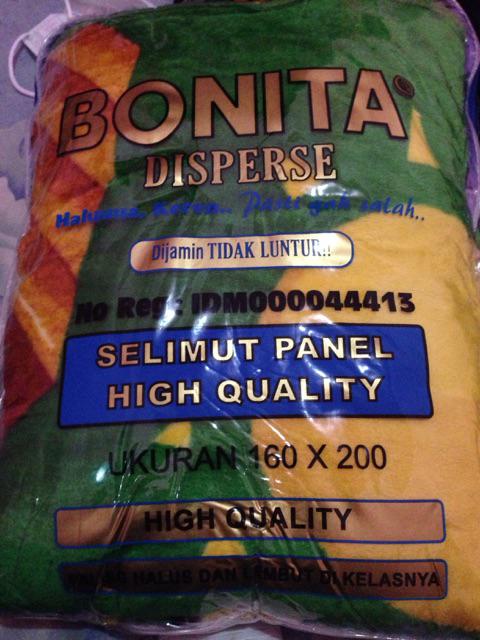 BONITA®
DISPERSE
Halusnya, Keren.. Pasti gak salah..
Dijamin TIDAK LUNTUR!!
No Reg: IDM000044413
SELIMUT PANEL
HIGH QUALITY
UKURAN 160 X 200
HIGH QUALITY
PALING HALUS DAN LEMBUT DI KELASNYA